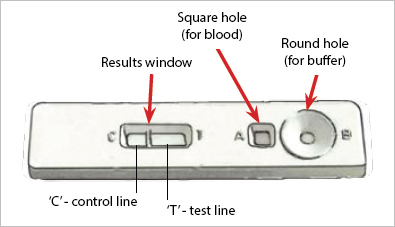 Square hole
(for blood)
Round hole
(for buffer)
Results window
C T A B
'C'- control line
'T'- test line